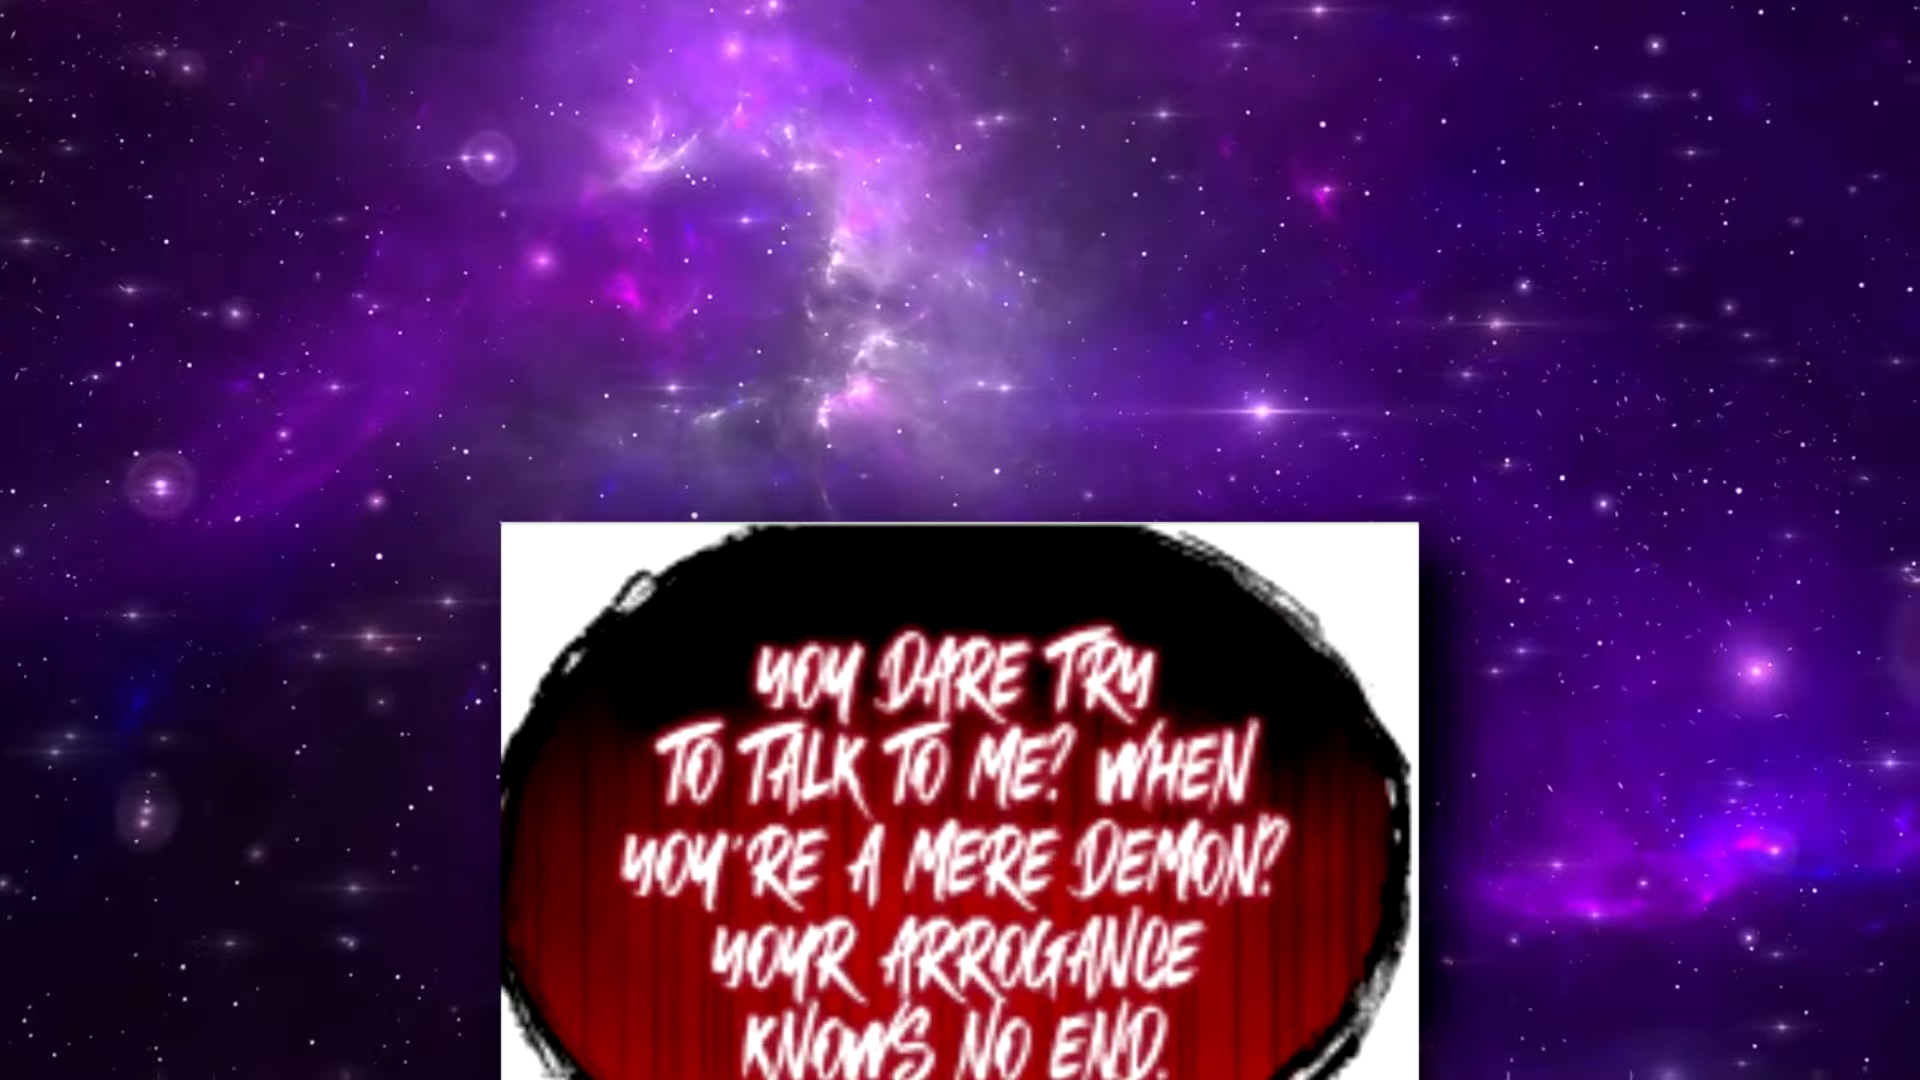 YOU DARE TRY
TO TALK TO ME? WHEN
YOU'RE A MERE DEMON?
YOUR ARROGANCE
KNOWS NO END.